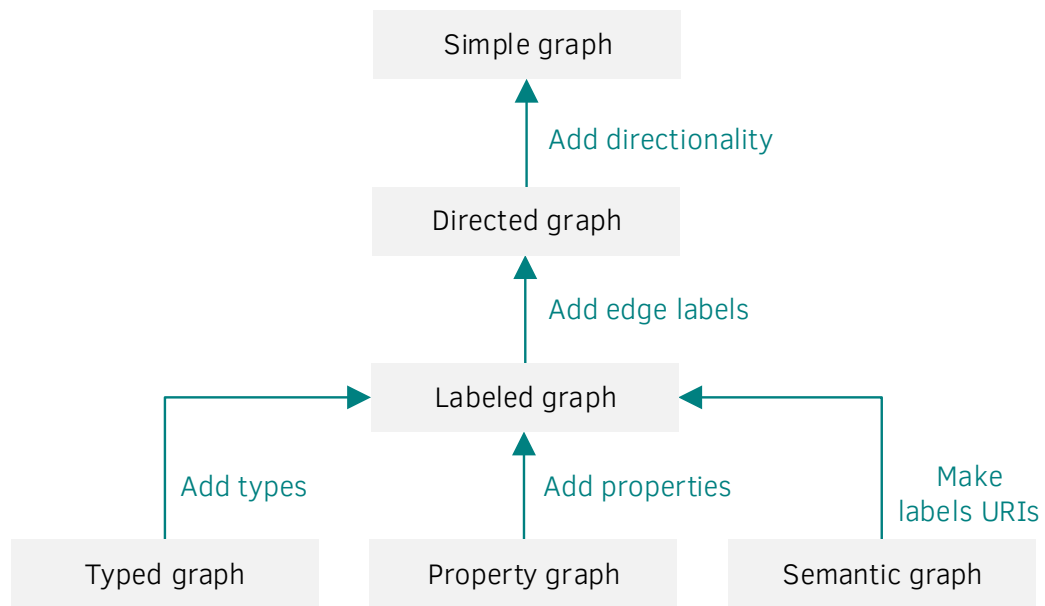 Simple graph
Add directionality
Directed graph
Add edge labels
Labeled graph
Add types
Add properties
Make
labels URIs
Typed graph
Property graph
Semantic graph